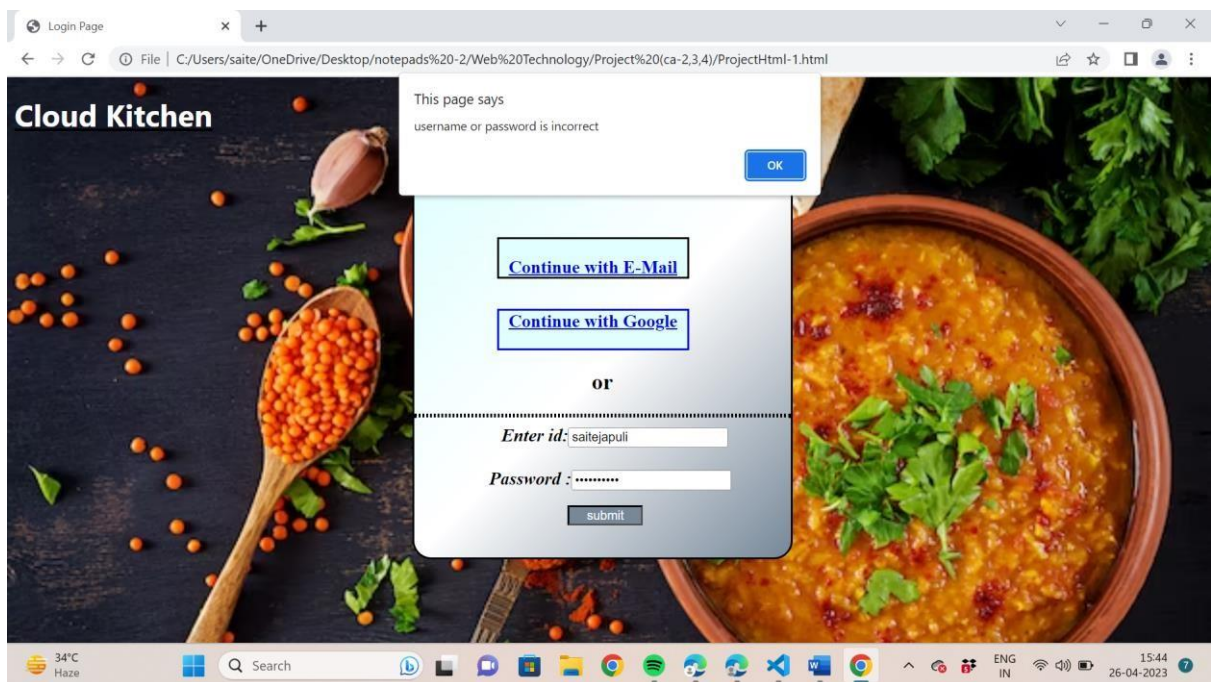 Login Page
File | C:/Users/saite/OneDrive/Desktop/notepads%20-2/Web%20Technology/Project%20(ca-2,3,4)/ProjectHtml-1.html
Cloud Kitchen
This page says
username or password is incorrect
OK
Continue with E-Mail
Continue with Google
or
Enter id: saitejapuli
Password : ••••••••••
submit
34°C
Haze
Search
ENG
IN
15:44
26-04-2023
7